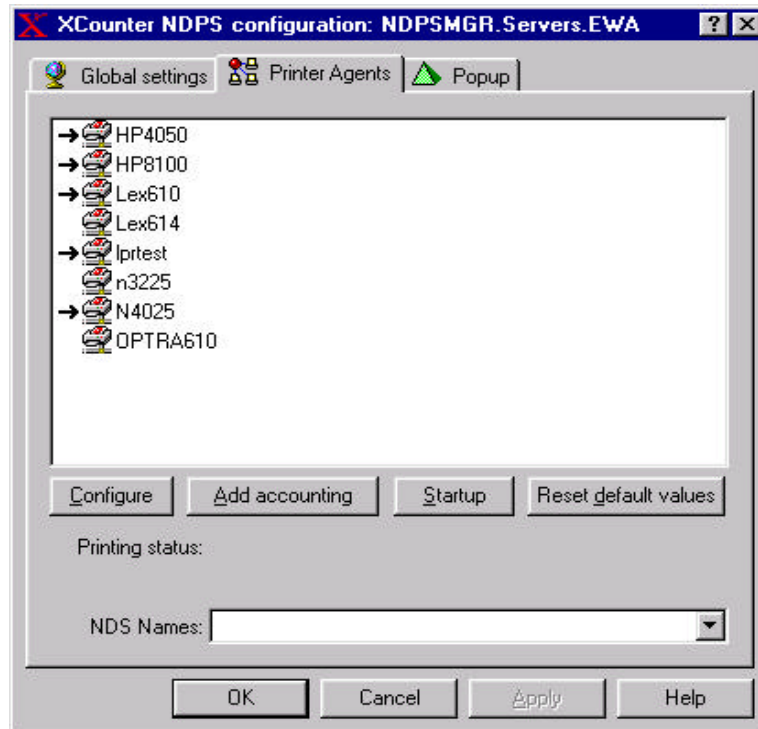 XCounter NDPS configuration: NDPSMGR.Servers.EWA
Global settings Printer Agents Popup
HP4050
HP8100
Lex610
Lex614
lprtest
n3225
N4025
OPTRA610
Configure Add accounting Startup Reset default values
Printing status:
NDS Names:
OK Cancel Apply Help